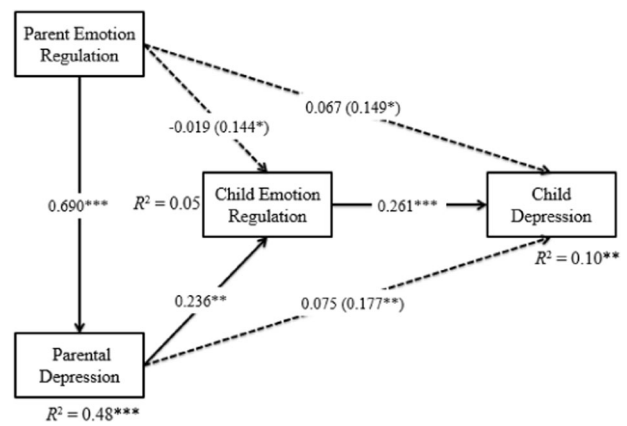 Parent Emotion
Regulation
0.067 (0.149*)
-0.019 (0.144*)
0.690***
R² = 0.05
Child Emotion
Regulation
0.261***
Child
Depression
R² = 0.10**
0.236**
0.075 (0.177**)
Parental
Depression
R² = 0.48***